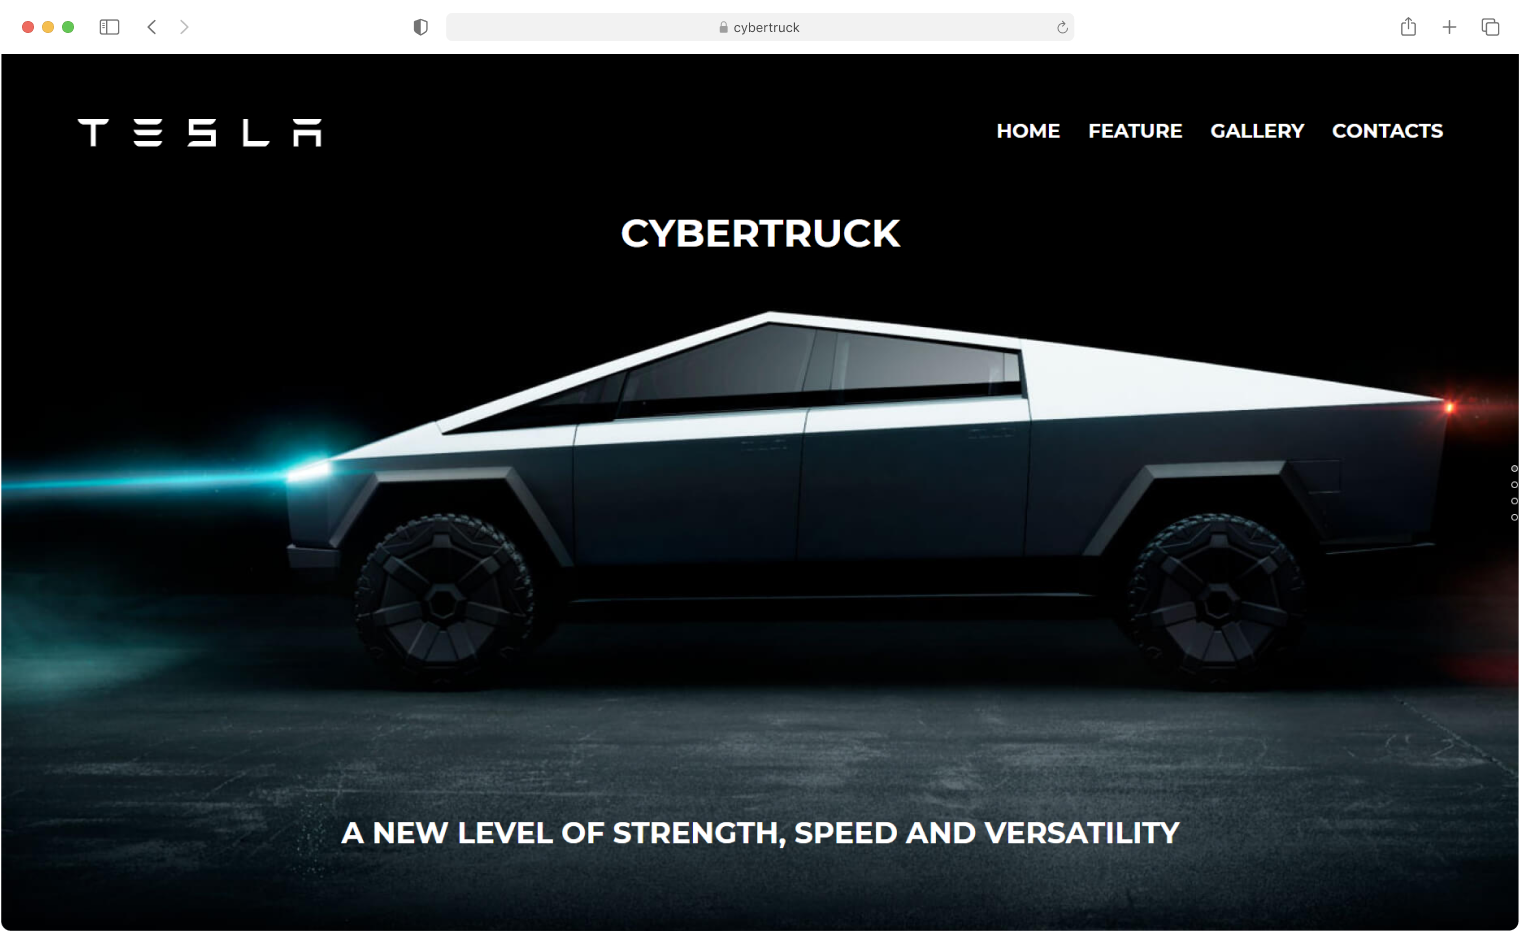 cybertruck
TESLA
HOME FEATURE GALLERY CONTACTS
CYBERTRUCK
A NEW LEVEL OF STRENGTH, SPEED AND VERSATILITY